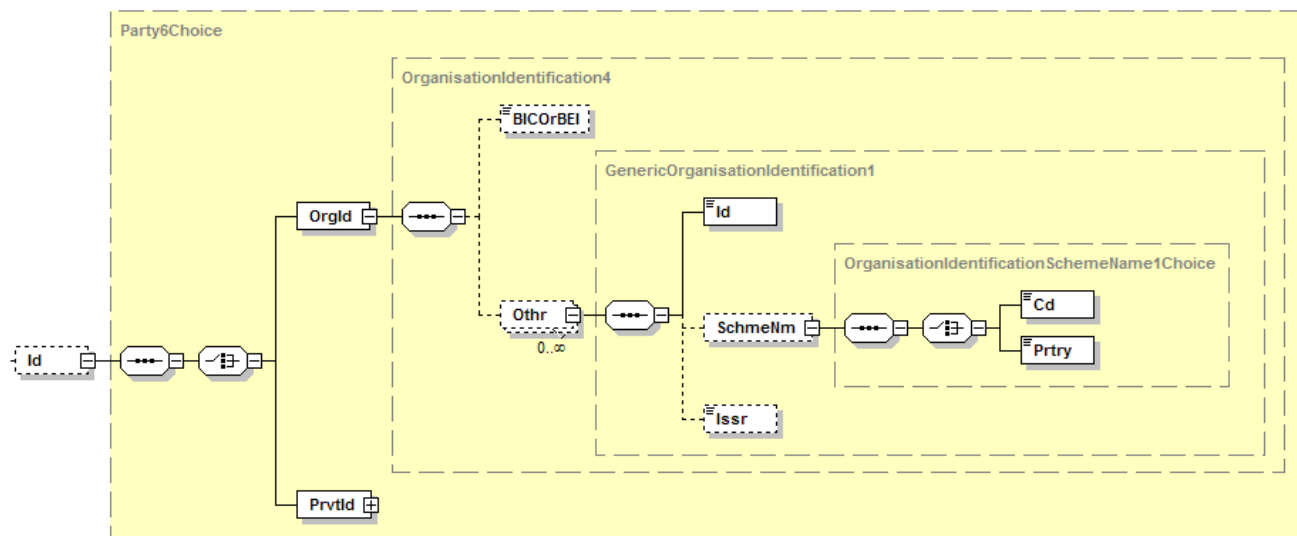 Party6Choice
OrganisationIdentification4
BICOrBEI
GenericOrganisationIdentification1
Id
OrgId
OrganisationIdentificationSchemeName1Choice
Cd
Othr
SchmeNm
0..∞
Prtry
Id
Issr
PrvtId